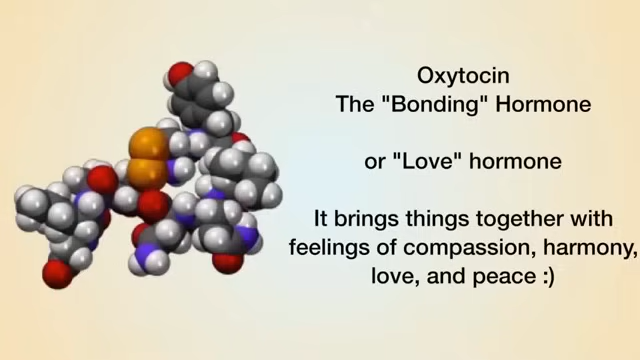 Oxytocin
The "Bonding" Hormone
or "Love" hormone
It brings things together with
feelings of compassion, harmony,
love, and peace :)